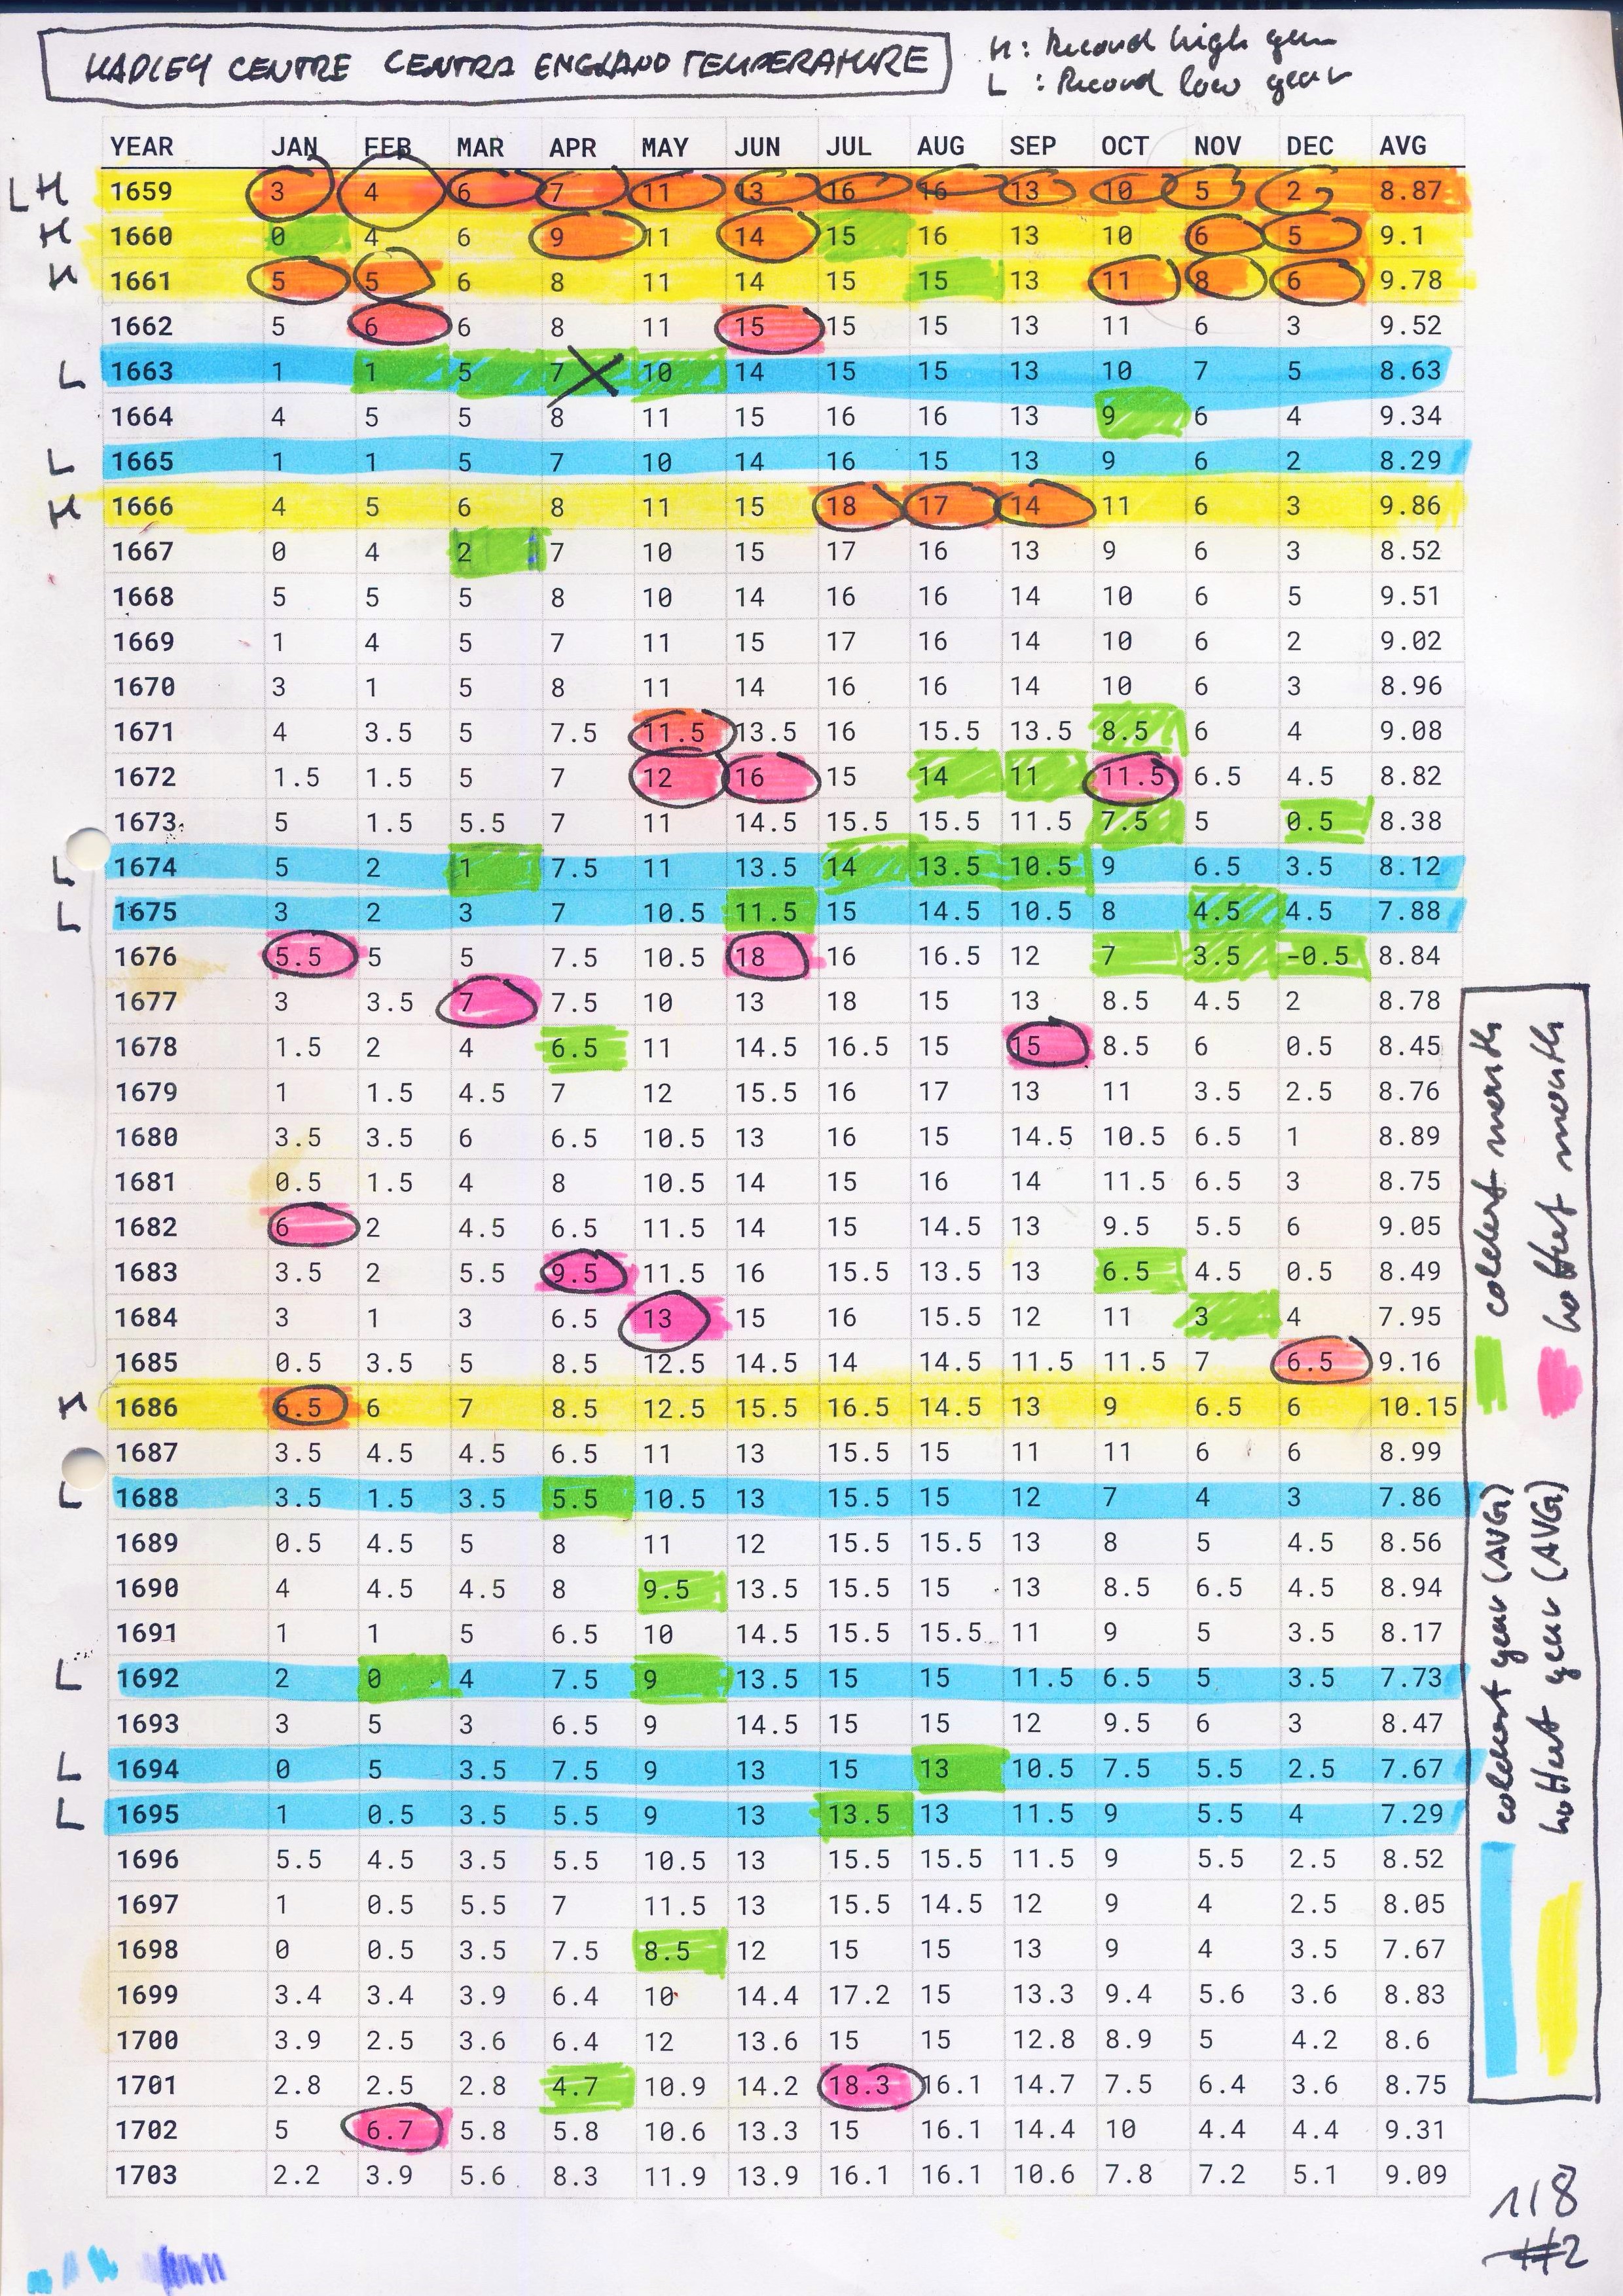 HADLEY CENTRE CENTRA ENGLAND TEMPERATURE
H: Record high year
L: Record low year
YEAR JAN FEB MAR APR MAY JUN JUL AUG SEP OCT NOV DEC AVG
LH 1659 3 4 6 7 11 13 16 16 13 10 5 2 8.87
H 1660 0 4 6 9 11 14 15 16 13 10 6 5 9.1
H 1661 5 5 6 8 11 14 15 15 13 11 8 6 9.78
1662 5 6 6 8 11 15 15 15 13 11 6 3 9.52
L 1663 1 1 5 7 10 14 15 15 13 10 7 5 8.63
1664 4 5 5 8 11 15 16 16 13 9 6 4 9.34
L 1665 1 1 5 7 10 14 16 15 13 9 6 2 8.29
H 1666 4 5 6 8 11 15 18 17 14 11 6 3 9.86
1667 0 4 2 7 10 15 17 16 13 9 6 3 8.52
1668 5 5 5 8 10 14 16 16 14 10 6 5 9.51
1669 1 4 5 7 11 15 17 16 14 10 6 2 9.02
1670 3 1 5 8 11 14 16 16 14 10 6 3 8.96
1671 4 3.5 5 7.5 11.5 13.5 16 15.5 13.5 8.5 6 4 9.08
1672 1.5 1.5 5 7 12 16 15 14 11 11.5 6.5 4.5 8.82
1673 5 1.5 5.5 7 11 14.5 15.5 15.5 11.5 7.5 5 0.5 8.38
L 1674 5 2 1 7.5 11 13.5 14 13.5 10.5 9 6.5 3.5 8.12
L 1675 3 2 3 7 10.5 11.5 15 14.5 10.5 8 4.5 4.5 7.88
1676 5.5 5 5 7.5 10.5 18 16 16.5 12 7 3.5 -0.5 8.84
1677 3 3.5 7 7.5 10 13 18 15 13 8.5 4.5 2 8.78
1678 1.5 2 4 6.5 11 14.5 16.5 15 15 8.5 6 0.5 8.45
1679 1 1.5 4.5 7 12 15.5 16 17 13 11 3.5 2.5 8.76
1680 3.5 3.5 6 6.5 10.5 13 16 15 14.5 10.5 6.5 1 8.89
1681 0.5 1.5 4 8 10.5 14 15 16 14 11.5 6.5 3 8.75
1682 6 2 4.5 6.5 11.5 14 15 14.5 13 9.5 5.5 6 9.05
1683 3.5 2 5.5 9.5 11.5 16 15.5 13.5 13 6.5 4.5 0.5 8.49
1684 3 1 3 6.5 13 15 16 15.5 12 11 3 4 7.95
1685 0.5 3.5 5 8.5 12.5 14.5 14 14.5 11.5 11.5 7 6.5 9.16
H 1686 6.5 6 7 8.5 12.5 15.5 16.5 14.5 13 9 6.5 6 10.15
1687 3.5 4.5 4.5 6.5 11 13 15.5 15 11 11 6 6 8.99
L 1688 3.5 1.5 3.5 5.5 10.5 13 15.5 15 12 7 4 3 7.86
1689 0.5 4.5 5 8 11 12 15.5 15.5 13 8 5 4.5 8.56
1690 4 4.5 4.5 8 9.5 13.5 15.5 15 13 8.5 6.5 4.5 8.94
1691 1 1 5 6.5 10 14.5 15.5 15.5 11 9 5 3.5 8.17
L 1692 2 0 4 7.5 9 13.5 15 15 11.5 6.5 5 3.5 7.73
1693 3 5 3 6.5 9 14.5 15 15 12 9.5 6 3 8.47
L 1694 0 5 3.5 7.5 9 13 15 13 10.5 7.5 5.5 2.5 7.67
L 1695 1 0.5 3.5 5.5 9 13 13.5 13 11.5 9 5.5 4 7.29
1696 5.5 4.5 3.5 5.5 10.5 13 15.5 15.5 11.5 9 5.5 2.5 8.52
1697 1 0.5 5.5 7 11.5 13 15.5 14.5 12 9 4 2.5 8.05
1698 0 0.5 3.5 7.5 8.5 12 15 15 13 9 4 3.5 7.67
1699 3.4 3.4 3.9 6.4 10 14.4 17.2 15 13.3 9.4 5.6 3.6 8.83
1700 3.9 2.5 3.6 6.4 12 13.6 15 15 12.8 8.9 5 4.2 8.6
1701 2.8 2.5 2.8 4.7 10.9 14.2 18.3 16.1 14.7 7.5 6.4 3.6 8.75
1702 5 6.7 5.8 5.8 10.6 13.3 15 16.1 14.4 10 4.4 4.4 9.31
1703 2.2 3.9 5.6 8.3 11.9 13.9 16.1 16.1 10.6 7.8 7.2 5.1 9.09
coldest year (AVG) coldest month
hottest year (AVG) hottest month
118
#2